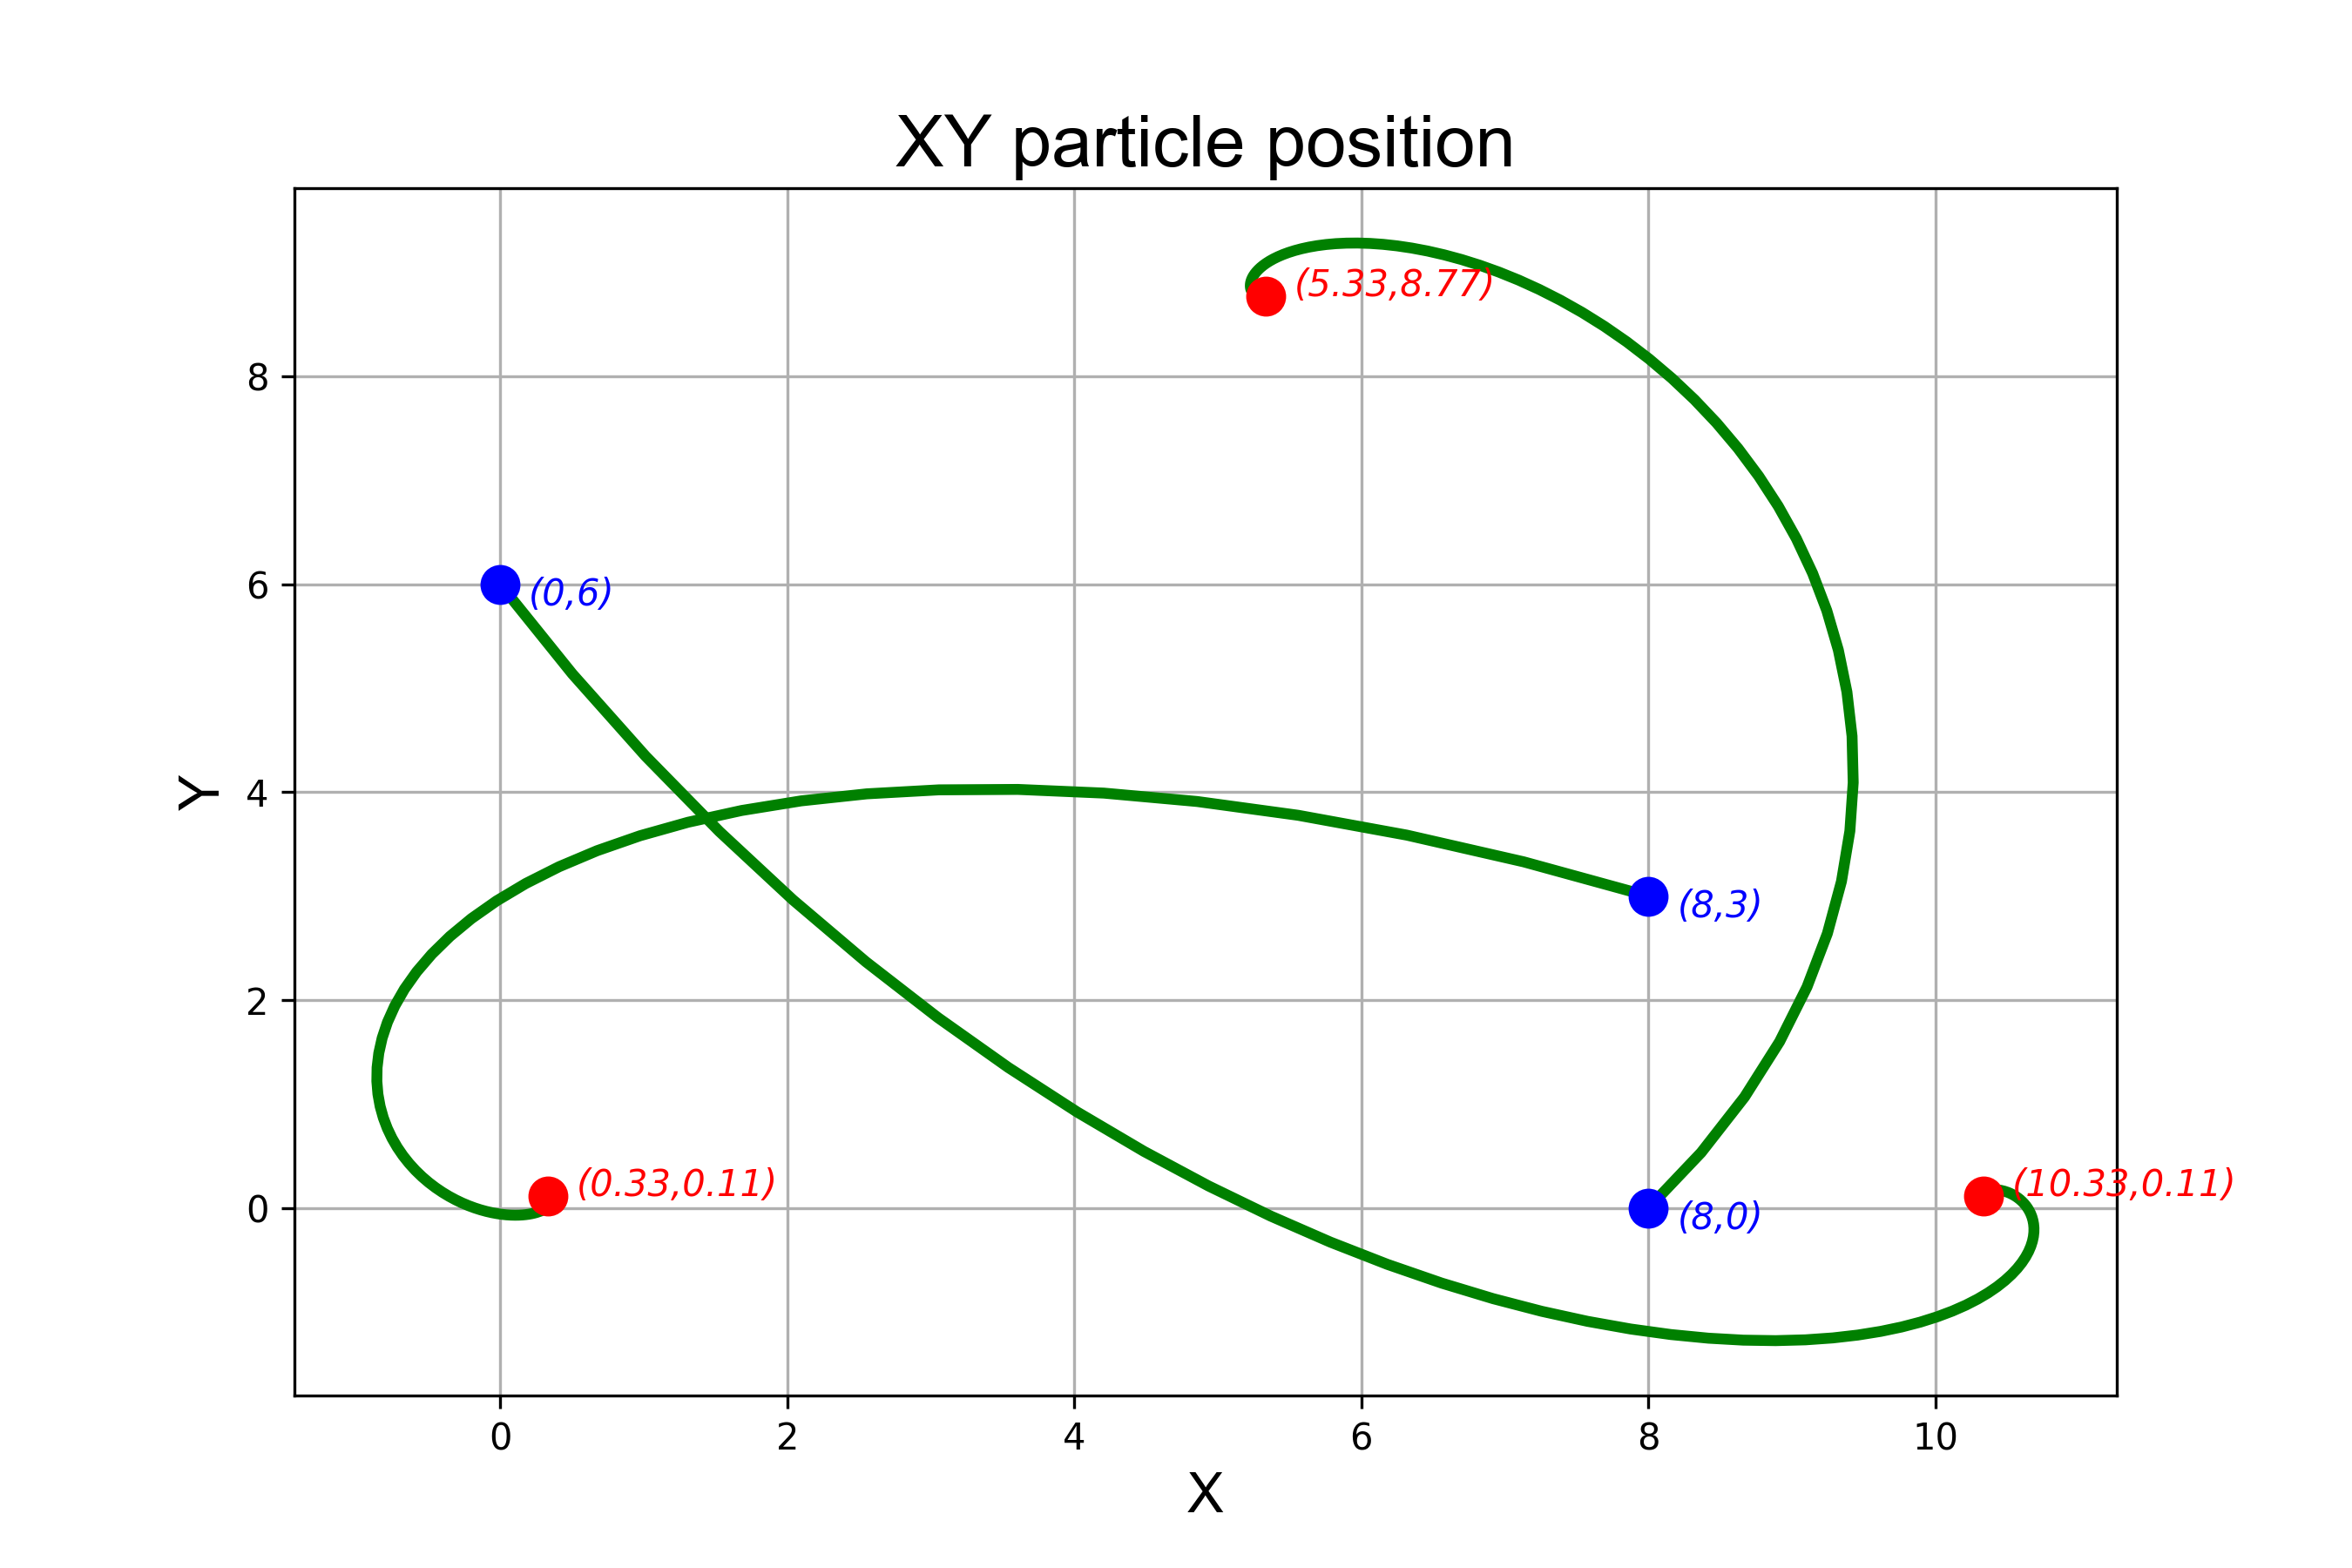 XY particle position
(5.33,8.77)
8
6
(0,6)
Y
4
(8,3)
2
(0.33,0.11)
(10.33,0.11)
0
(8,0)
0 2 4 6 8 10
X